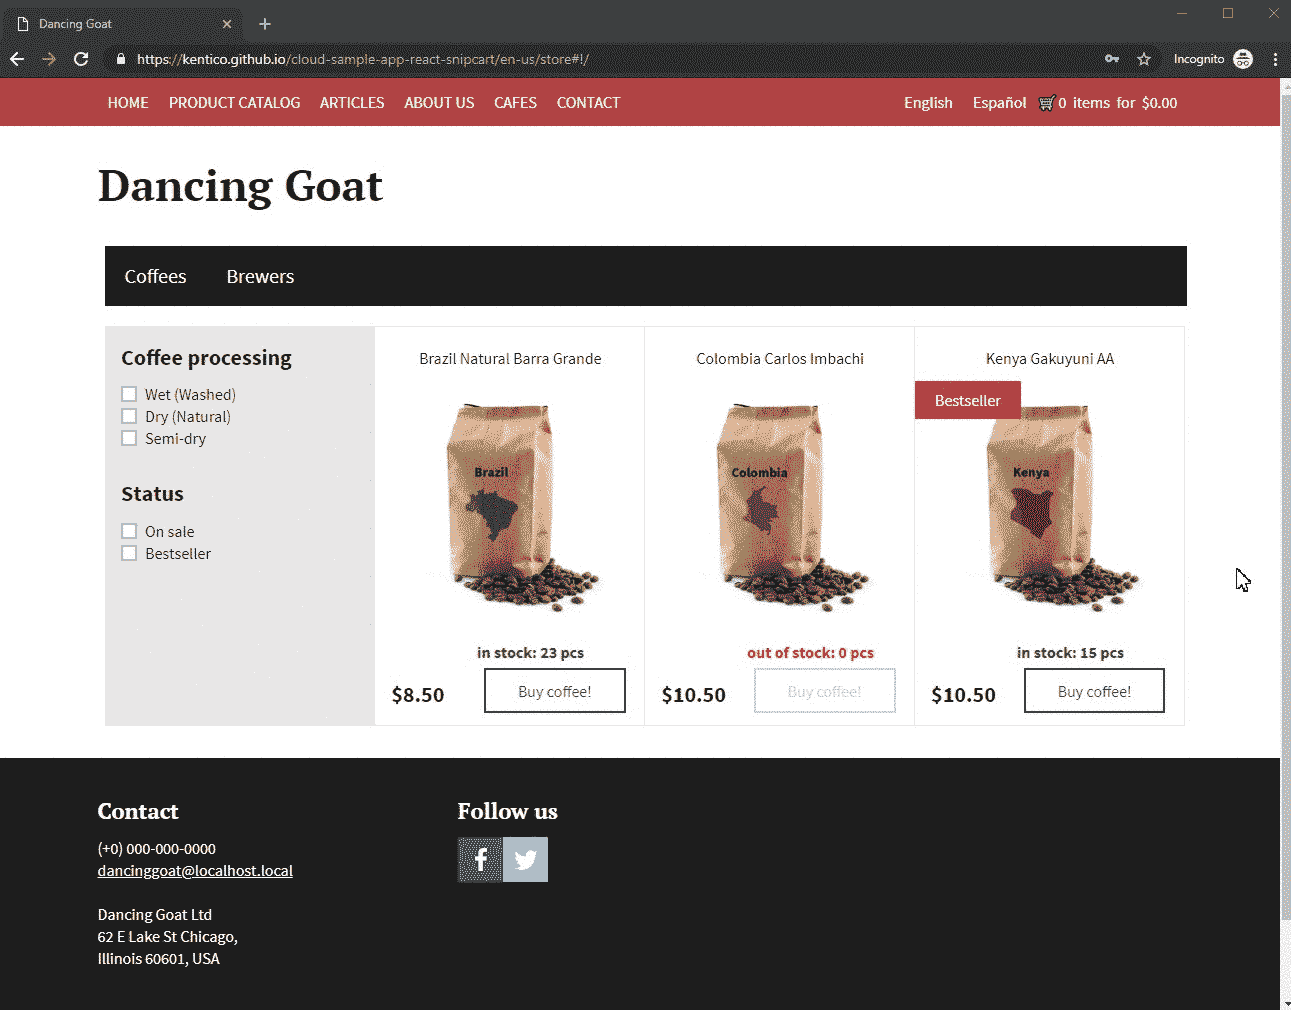 Dancing Goat
https://kentico.github.io/cloud-sample-app-react-snipcart/en-us/store#!/
Incognito
HOME PRODUCT CATALOG ARTICLES ABOUT US CAFES CONTACT English Español 0 items for $0.00
Dancing Goat
Coffees Brewers
Coffee processing
Wet (Washed)
Dry (Natural)
Semi-dry
Status
On sale
Bestseller
Brazil Natural Barra Grande
Brazil
in stock: 23 pcs
$8.50 Buy coffee!
Colombia Carlos Imbachi
Colombia
out of stock: 0 pcs
$10.50 Buy coffee!
Kenya Gakuyuni AA
Bestseller
Kenya
in stock: 15 pcs
$10.50 Buy coffee!
Contact
(+0) 000-000-0000
dancinggoat@localhost.local
Dancing Goat Ltd
62 E Lake St Chicago,
Illinois 60601, USA
Follow us